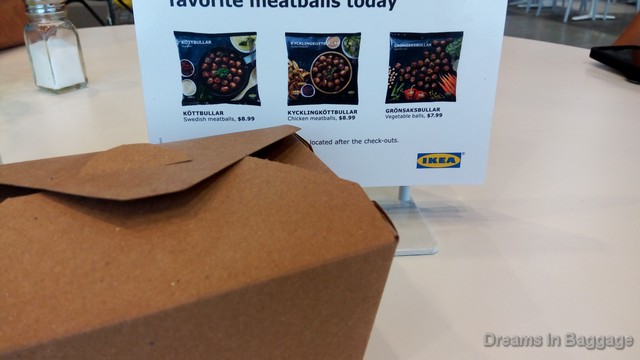 favorite meatballs today
KÖTTBULLAR
KYCKLINGKÖTTBULLAR
GRÖNSAKSBULLAR
KÖTTBULLAR
Swedish meatballs, $8.99
KYCKLINGKÖTTBULLAR
Chicken meatballs, $8.99
GRÖNSAKSBULLAR
Vegetable balls, $7.99
located after the check-outs.
IKEA
Dreams In Baggage